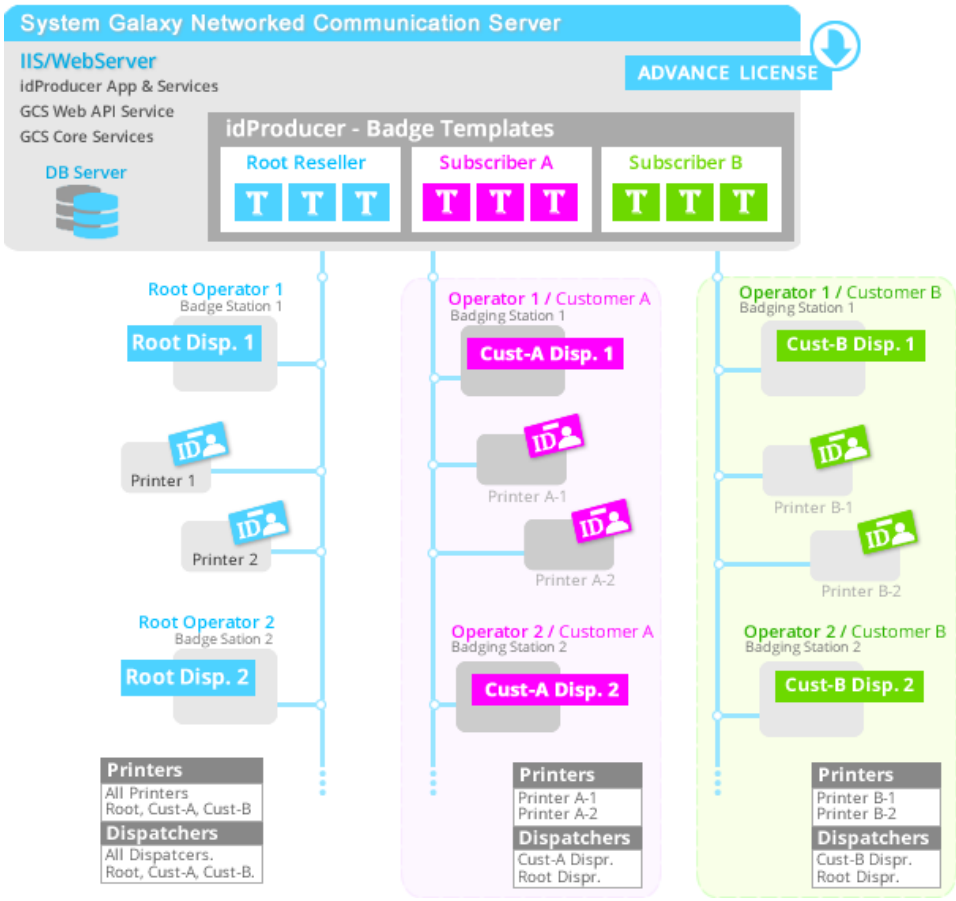 System Galaxy Networked Communication Server
IIS/WebServer
idProducer App & Services
GCS Web API Service
GCS Core Services
DB Server
ADVANCE LICENSE
idProducer - Badge Templates
Root Reseller
T T T
Subscriber A
T T T
Subscriber B
T T T
Root Operator 1
Badge Station 1
Root Disp. 1
ID
Printer 1
ID
Printer 2
Root Operator 2
Badge Sation 2
Root Disp. 2
Printers
All Printers
Root, Cust-A, Cust-B
Dispatchers
All Dispatcers.
Root, Cust-A, Cust-B.
Operator 1 / Customer A
Badging Station 1
Cust-A Disp. 1
ID
Printer A-1
ID
Printer A-2
Operator 2 / Customer A
Badging Station 2
Cust-A Disp. 2
Printers
Printer A-1
Printer A-2
Dispatchers
Cust-A Dispr.
Root Dispr.
Operator 1 / Customer B
Badging Station 1
Cust-B Disp. 1
ID
Printer B-1
ID
Printer B-2
Operator 2 / Customer B
Badging Station 2
Cust-B Disp. 2
Printers
Printer B-1
Printer B-2
Dispatchers
Cust-B Dispr.
Root Dispr.